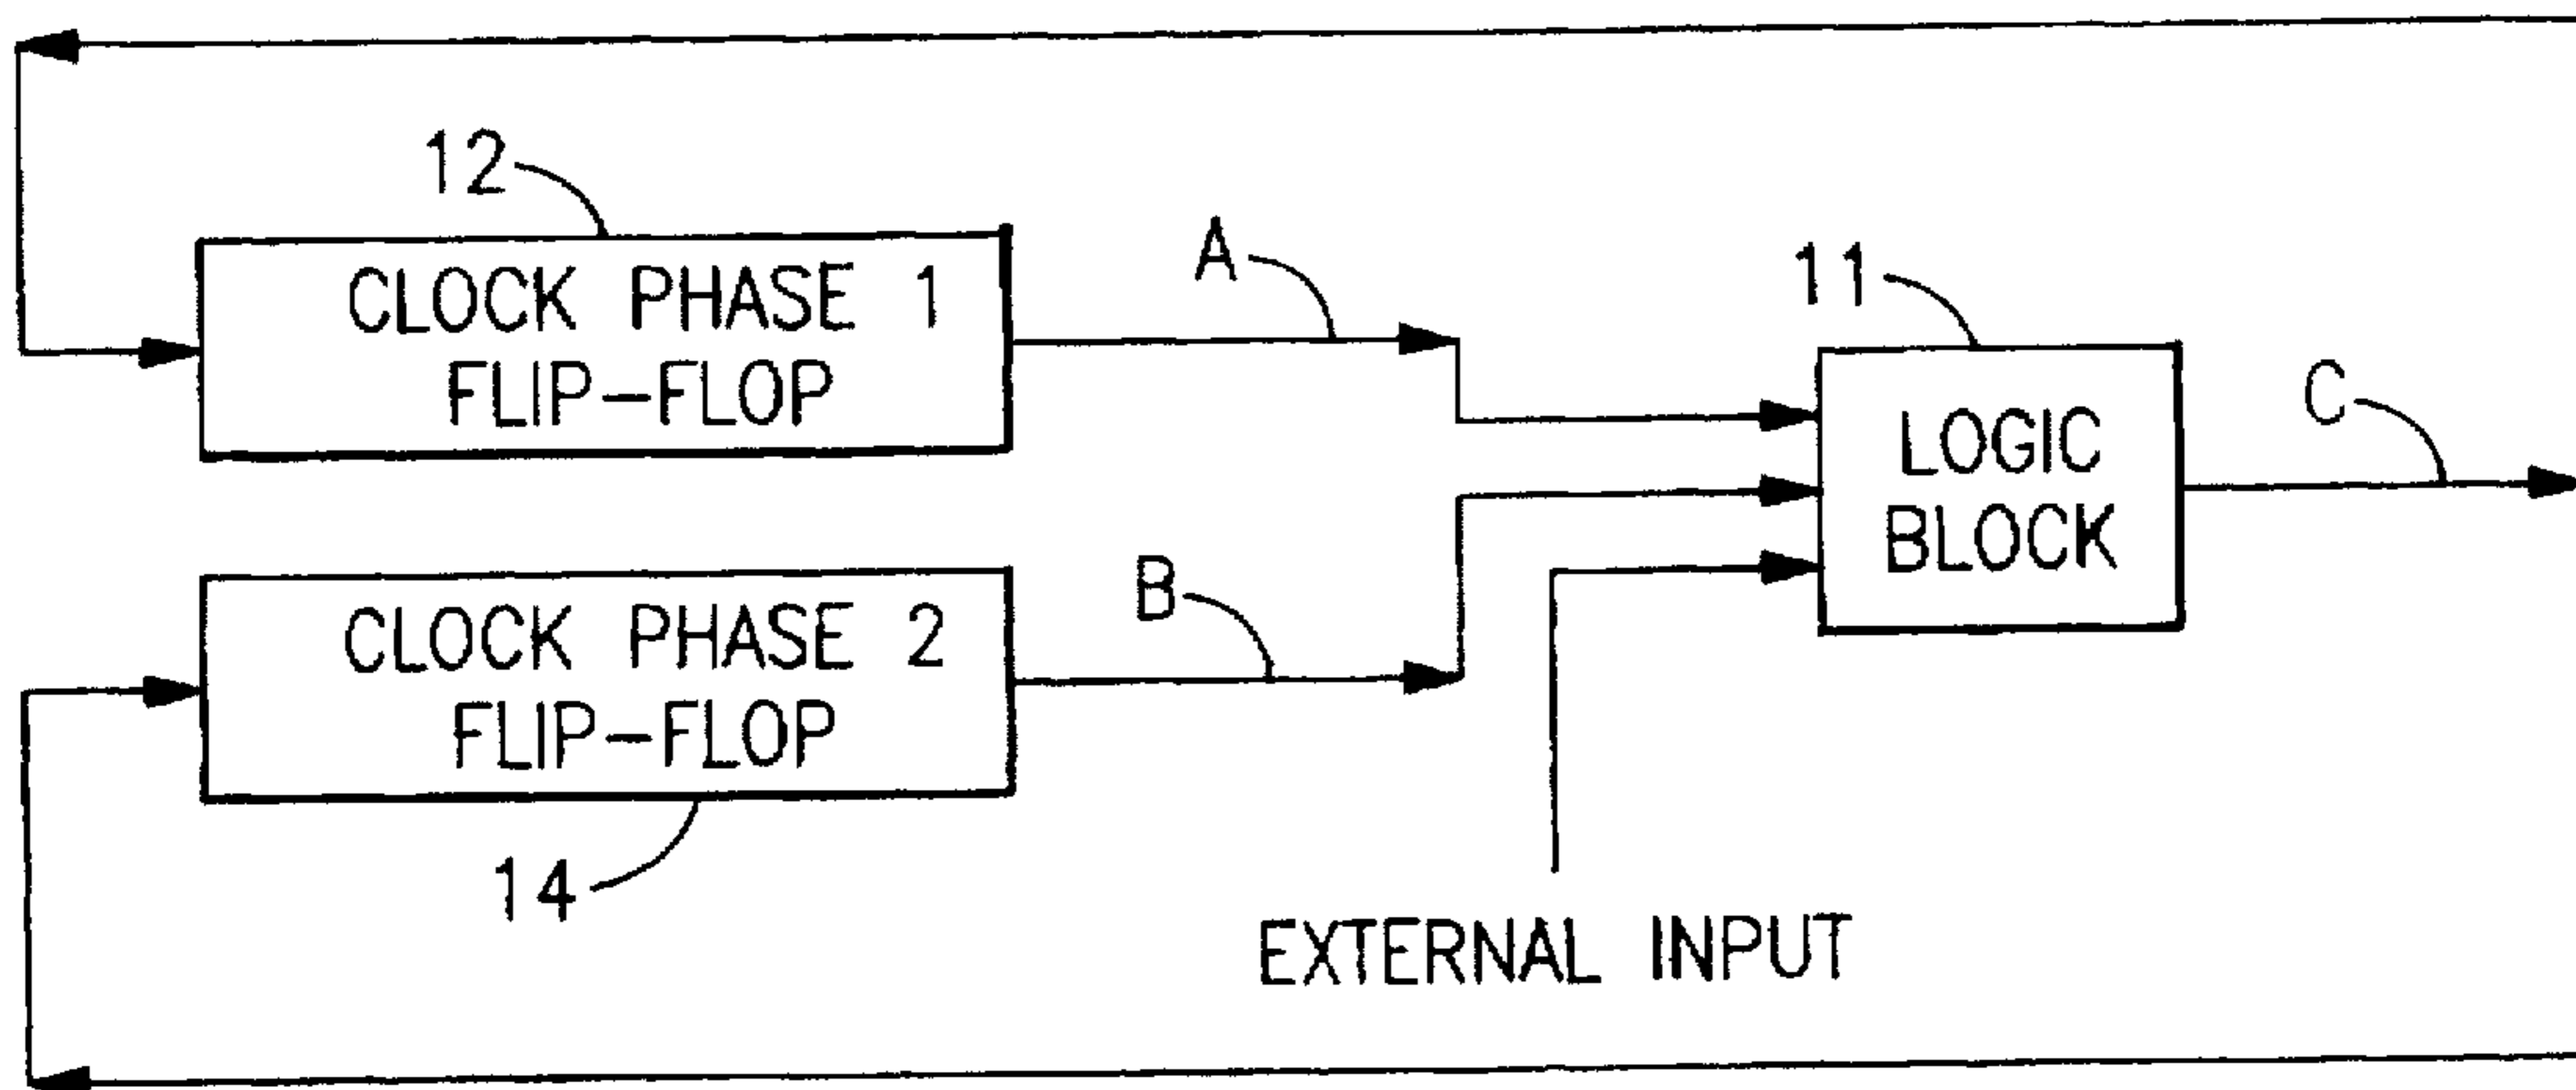 12
CLOCK PHASE 1
FLIP-FLOP
A
11
LOGIC
BLOCK
C
CLOCK PHASE 2
FLIP-FLOP
B
14
EXTERNAL INPUT